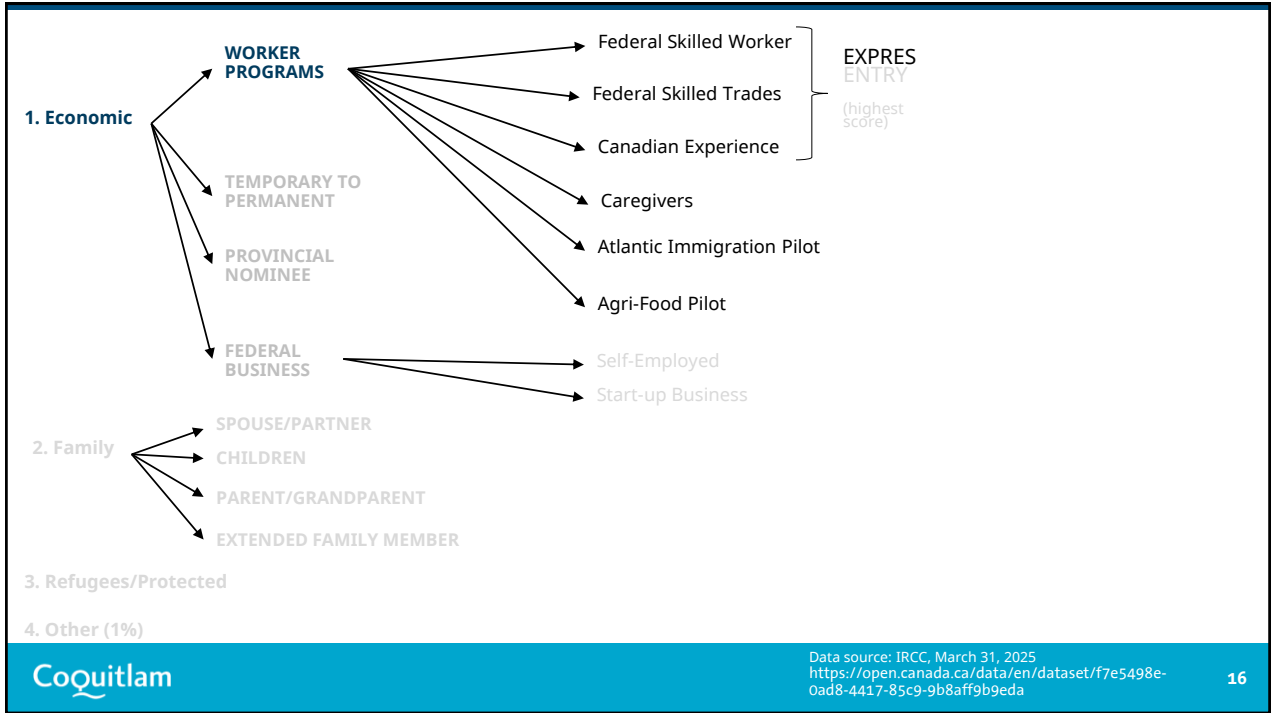 1. Economic
WORKER
PROGRAMS
TEMPORARY TO
PERMANENT
PROVINCIAL
NOMINEE
FEDERAL
BUSINESS
Federal Skilled Worker
Federal Skilled Trades
Canadian Experience
Caregivers
Atlantic Immigration Pilot
Agri-Food Pilot
EXPRES
ENTRY
(highest
score)
Self-Employed
Start-up Business
2. Family
SPOUSE/PARTNER
CHILDREN
PARENT/GRANDPARENT
EXTENDED FAMILY MEMBER
3. Refugees/Protected
4. Other (1%)
Coquitlam
Data source: IRCC, March 31, 2025
https://open.canada.ca/data/en/dataset/f7e5498e-
0ad8-4417-85c9-9b8aff9b9eda
16